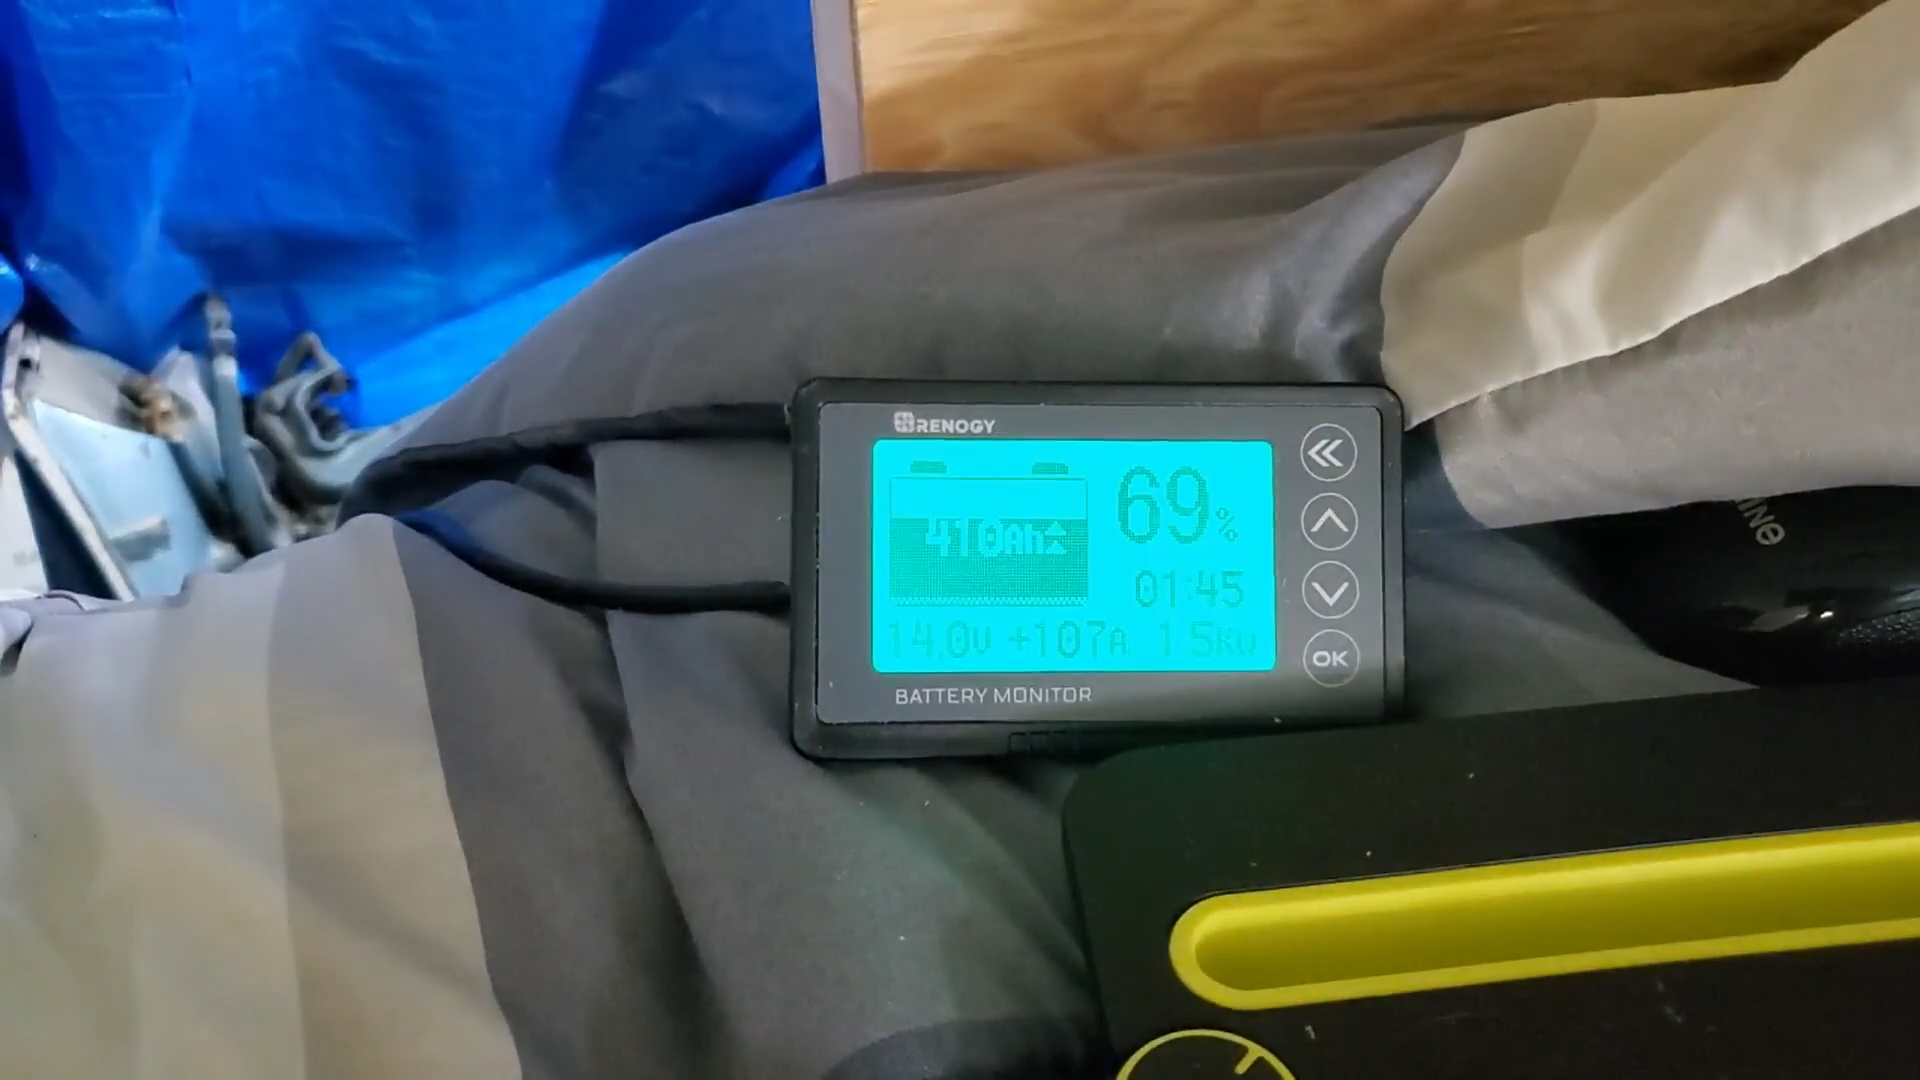 RENOGY
410Ah
69%
01:45
14.0V +107A 1.5Kw
OK
BATTERY MONITOR